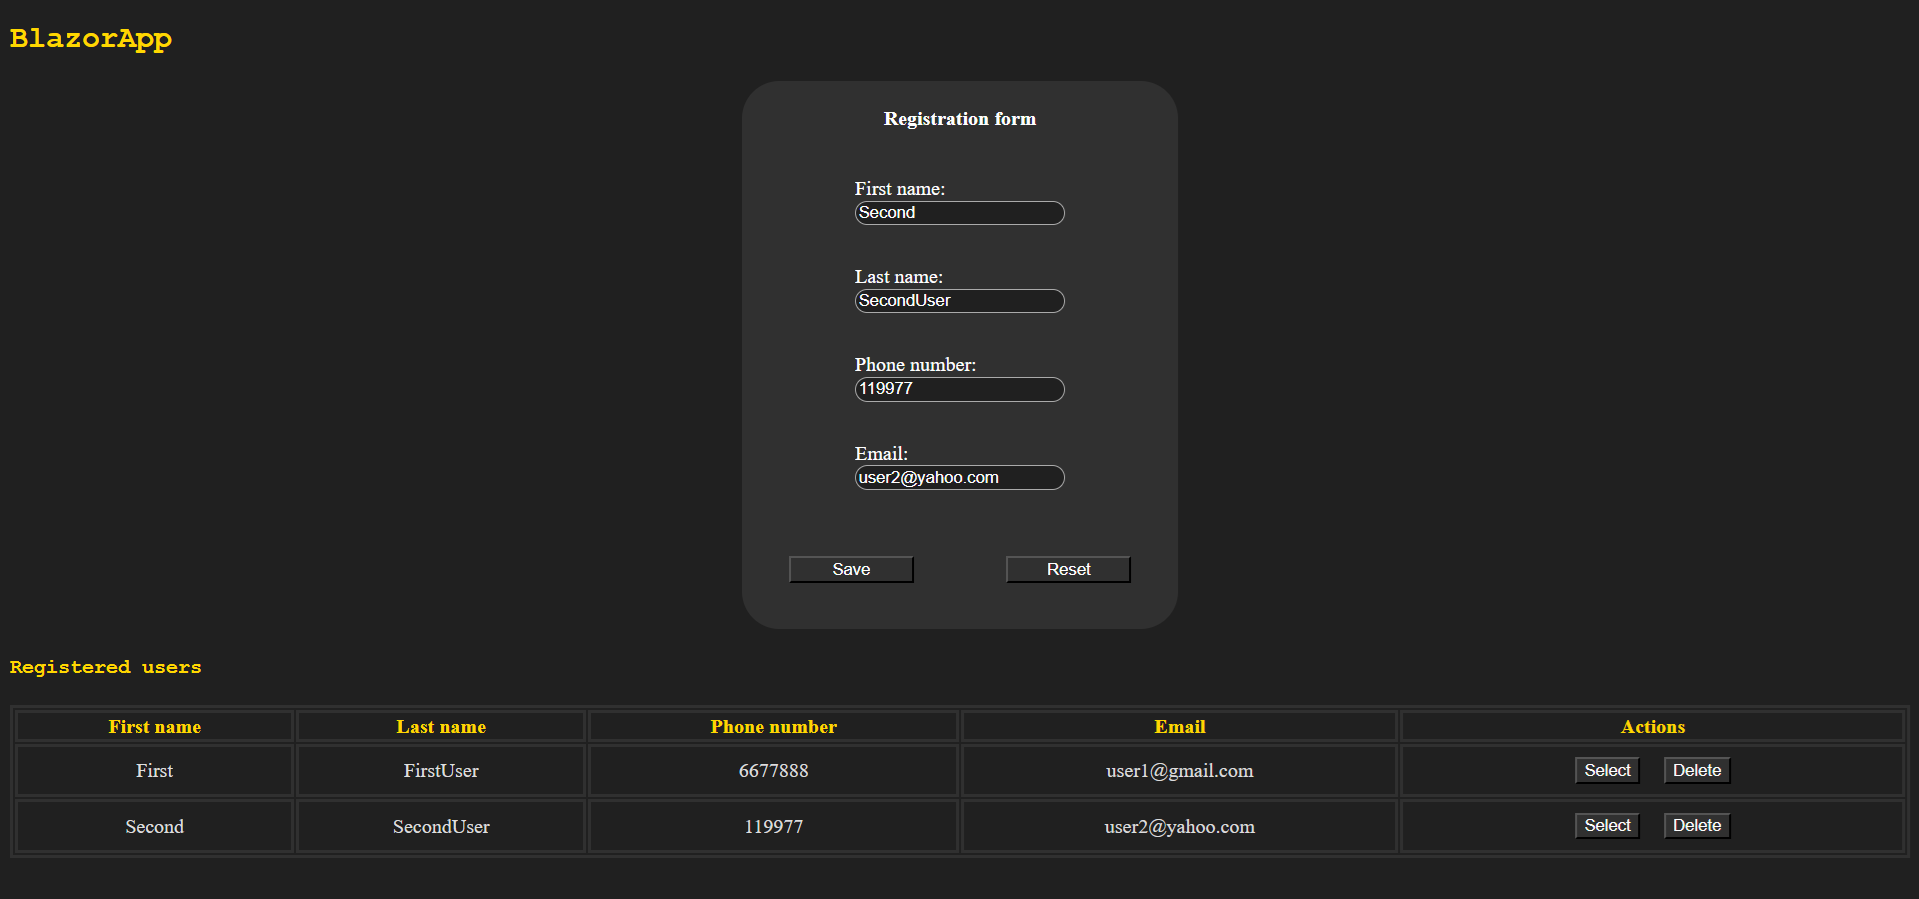 BlazorApp
Registration form
First name:
Second
Last name:
SecondUser
Phone number:
119977
Email:
user2@yahoo.com
Save Reset
Registered users
First name Last name Phone number Email Actions
First FirstUser 6677888 user1@gmail.com Select Delete
Second SecondUser 119977 user2@yahoo.com Select Delete